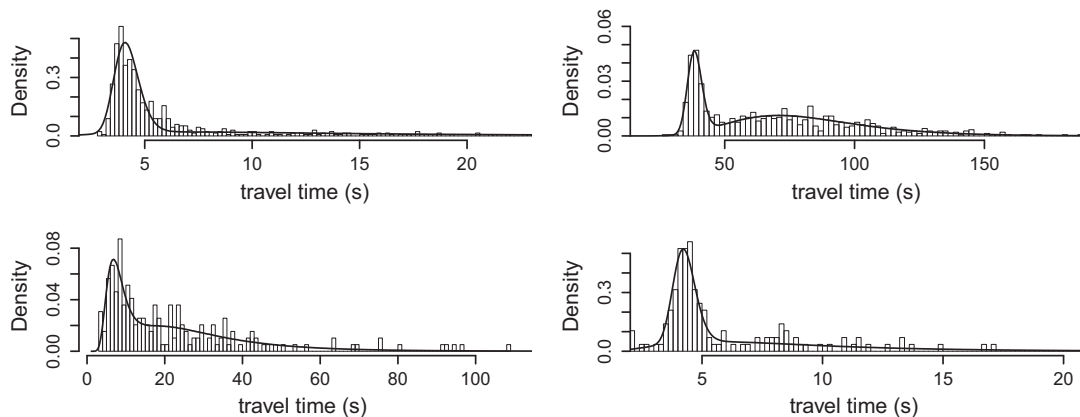 Density
0.0 0.3
5 10 15 20
travel time (s)
Density
0.00 0.03 0.06
50 100 150
travel time (s)
Density
0.00 0.04 0.08
0 20 40 60 80 100
travel time (s)
Density
0.0 0.3
5 10 15 20
travel time (s)